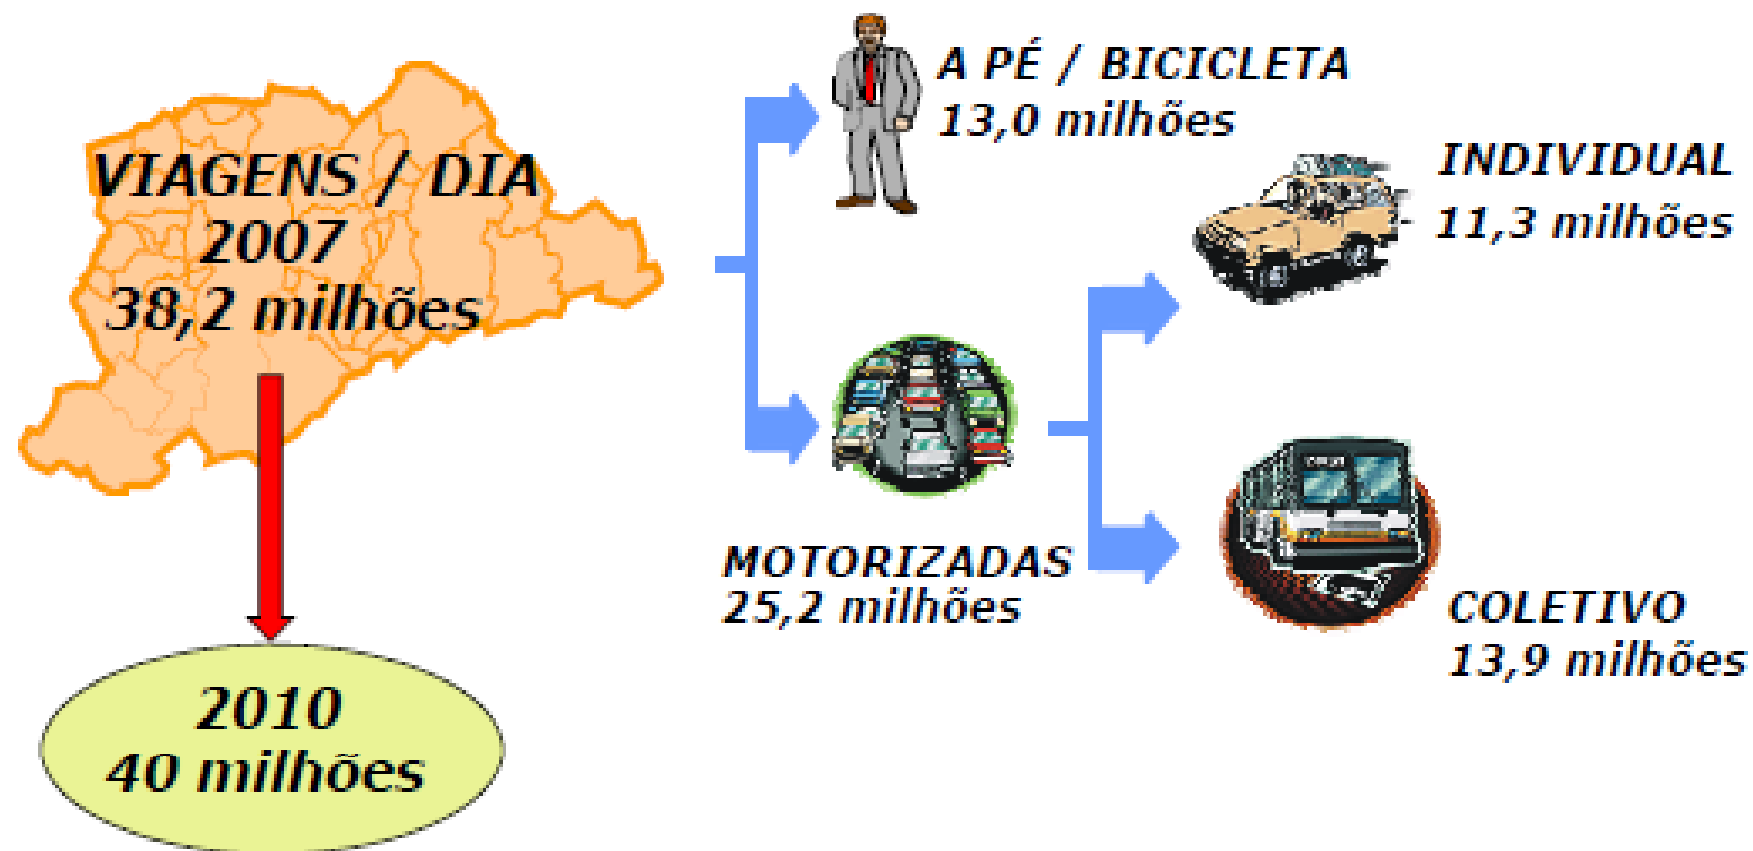 VIAGENS / DIA
2007
38,2 milhões
2010
40 milhões
A PÉ / BICICLETA
13,0 milhões
MOTORIZADAS
25,2 milhões
INDIVIDUAL
11,3 milhões
COLETIVO
13,9 milhões